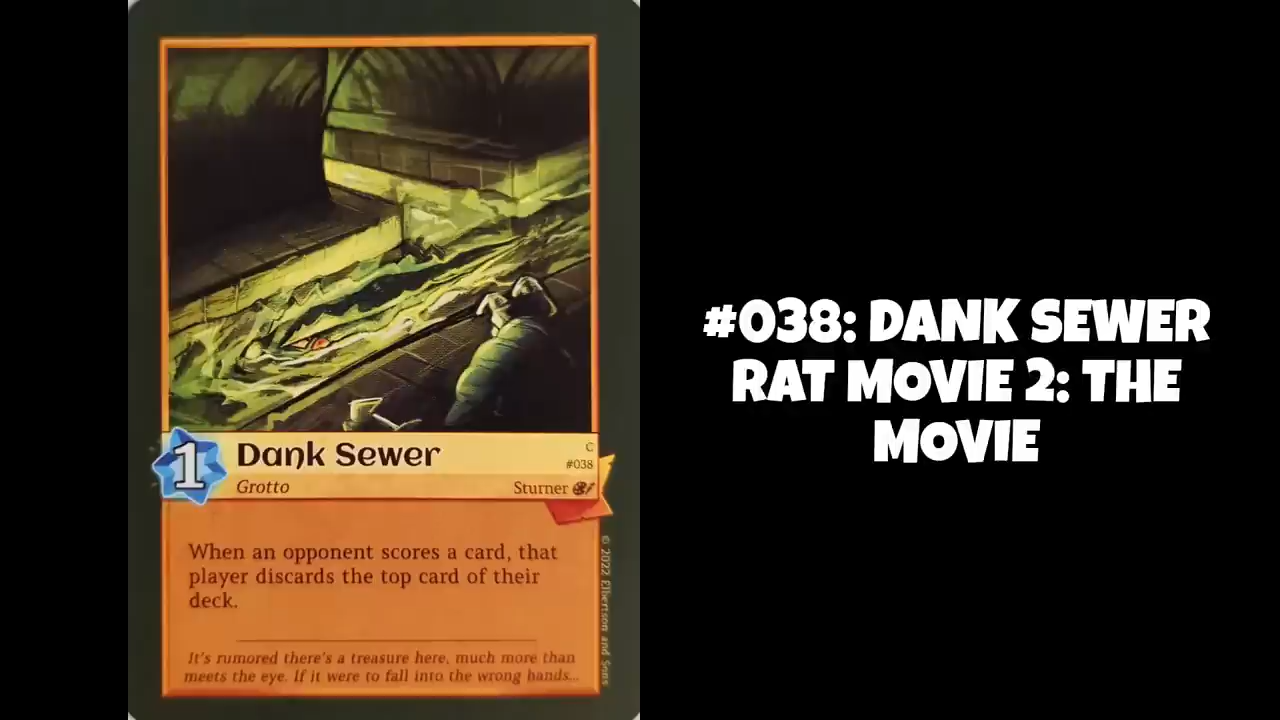 1
Dank Sewer
C
#038
Grotto
Sturner
When an opponent scores a card, that
player discards the top card of their
deck.
It's rumored there's a treasure here, much more than
meets the eye. If it were to fall into the wrong hands...
© 2022 Elbertson and Sons
#038: DANK SEWER
RAT MOVIE 2: THE
MOVIE